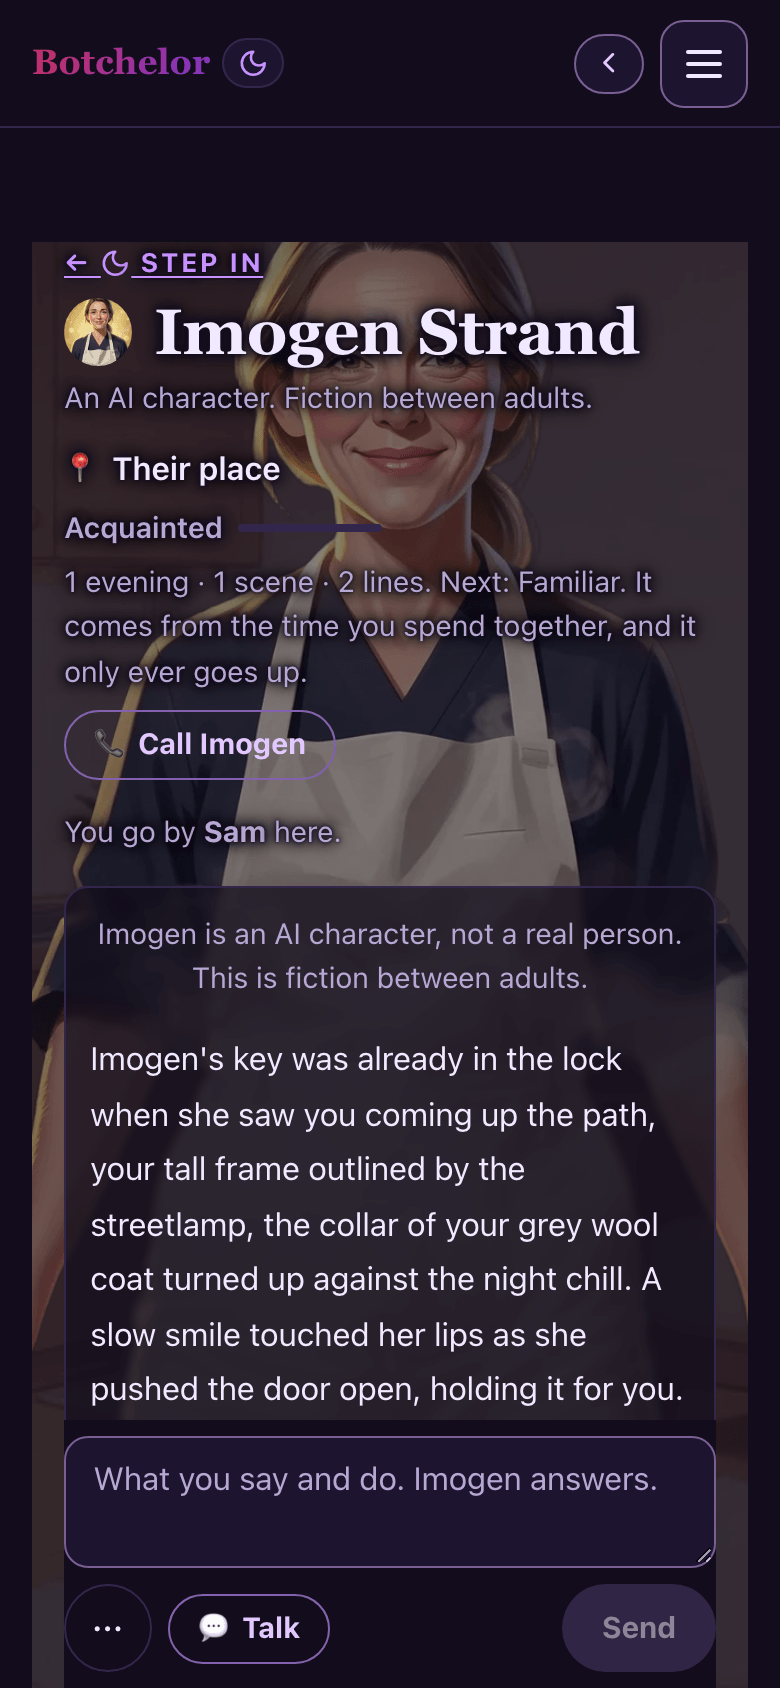 Botchelor
← STEP IN
Imogen Strand
An AI character. Fiction between adults.
📍 Their place
Acquainted
1 evening · 1 scene · 2 lines. Next: Familiar. It
comes from the time you spend together, and it
only ever goes up.
📞 Call Imogen
You go by Sam here.
Imogen is an AI character, not a real person.
This is fiction between adults.
Imogen's key was already in the lock
when she saw you coming up the path,
your tall frame outlined by the
streetlamp, the collar of your grey wool
coat turned up against the night chill. A
slow smile touched her lips as she
pushed the door open, holding it for you.
What you say and do. Imogen answers.
... 💬 Talk Send